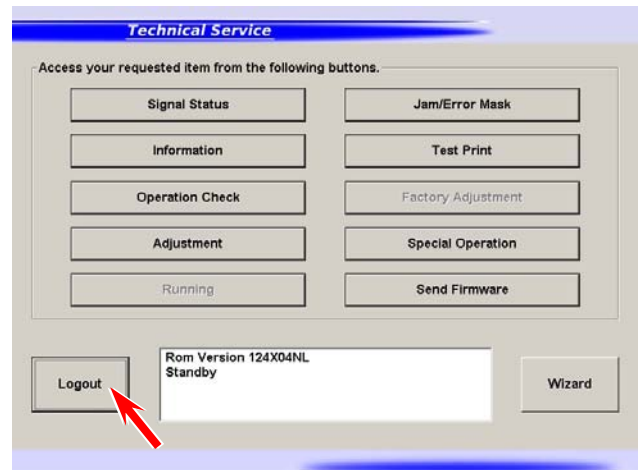 Technical Service
Access your requested item from the following buttons.
Signal Status
Jam/Error Mask
Information
Test Print
Operation Check
Factory Adjustment
Adjustment
Special Operation
Running
Send Firmware
Logout
Rom Version 124X04NL
Standby
Wizard